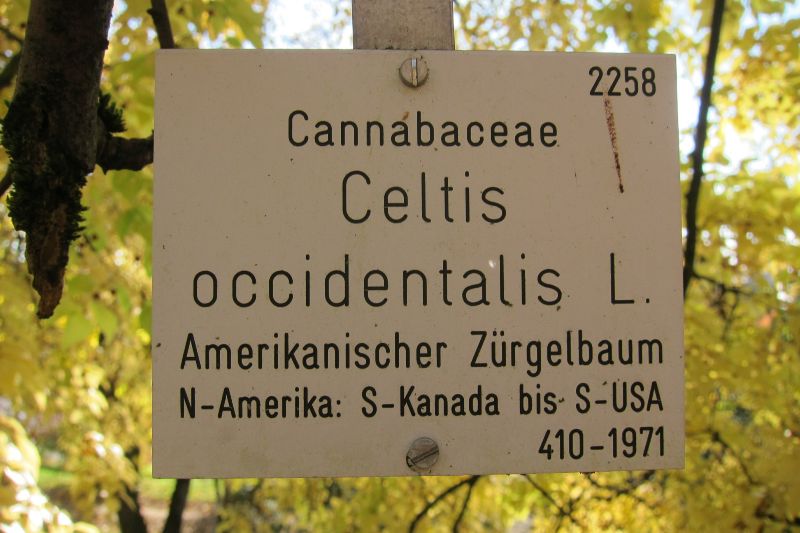 2258
Cannabaceae
Celtis
occidentalis L.
Amerikanischer Zürgelbaum
N-Amerika: S-Kanada bis S-USA
410-1971